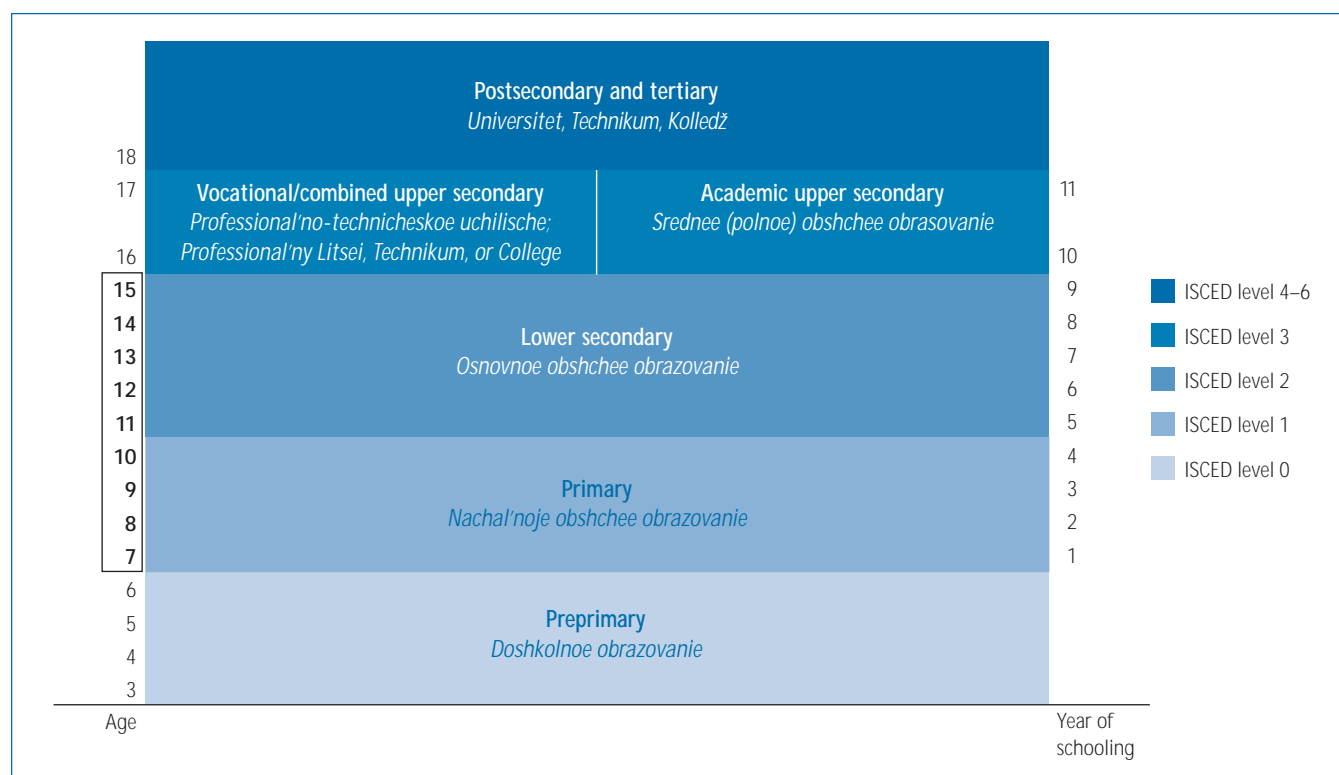 Postsecondary and tertiary
Universitet, Technikum, Kolledž
18
17
Vocational/combined upper secondary
Professional’no-technicheskoe uchilische;
Professional’ny Litsei, Technikum, or College
Academic upper secondary
Srednee (polnoe) obshchee obrasovanie
11
16
10
15
9
14
8
13
7
12
6
11
5
Lower secondary
Osnovnoe obshchee obrazovanie
10
4
9
3
8
2
7
1
Primary
Nachal’noje obshchee obrazovanie
6
5
4
3
Preprimary
Doshkolnoe obrazovanie
Age
Year of
schooling
ISCED level 4–6
ISCED level 3
ISCED level 2
ISCED level 1
ISCED level 0